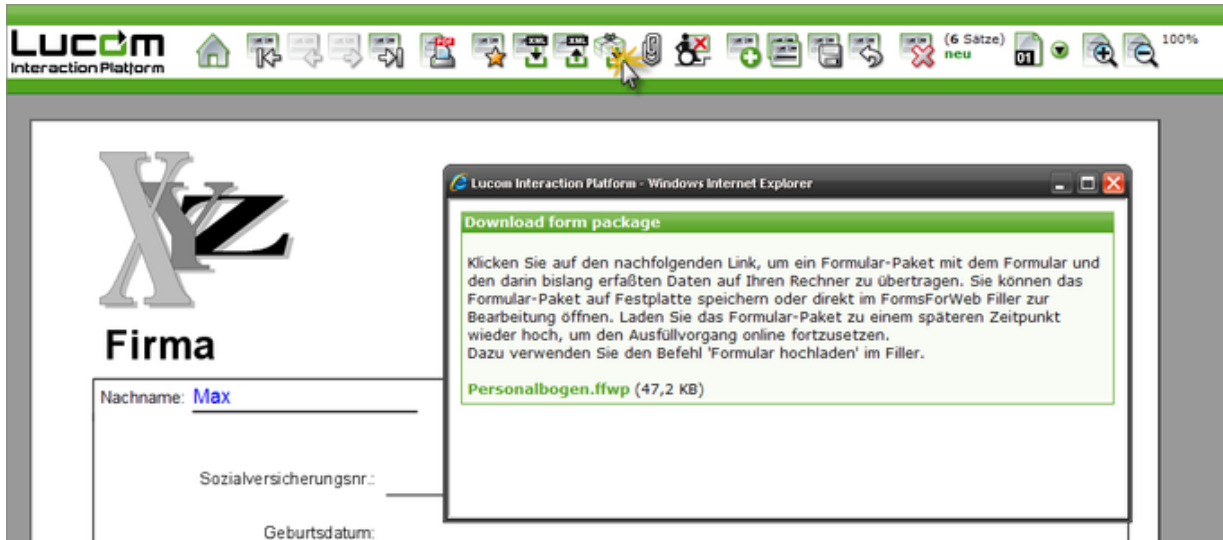 Lucom
Interaction Platform
PDF
XML
XML
(6 Sätze)
neu
01
100%
XYZ
Firma
Nachname: Max
Sozialversicherungsnr.:
Geburtsdatum:
Lucom Interaction Platform - Windows Internet Explorer
Download form package
Klicken Sie auf den nachfolgenden Link, um ein Formular-Paket mit dem Formular und
den darin bislang erfaßten Daten auf Ihren Rechner zu übertragen. Sie können das
Formular-Paket auf Festplatte speichern oder direkt im FormsForWeb Filler zur
Bearbeitung öffnen. Laden Sie das Formular-Paket zu einem späteren Zeitpunkt
wieder hoch, um den Ausfüllvorgang online fortzusetzen.
Dazu verwenden Sie den Befehl 'Formular hochladen' im Filler.
Personalbogen.ffwp (47,2 KB)